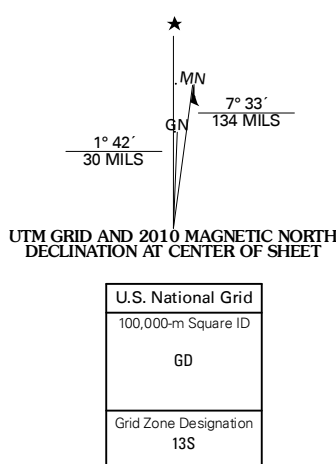 ★
MN
7° 33´
134 MILS
GN
1° 42´
30 MILS
UTM GRID AND 2010 MAGNETIC NORTH
DECLINATION AT CENTER OF SHEET
U.S. National Grid
100,000-m Square ID
GD
Grid Zone Designation
13S